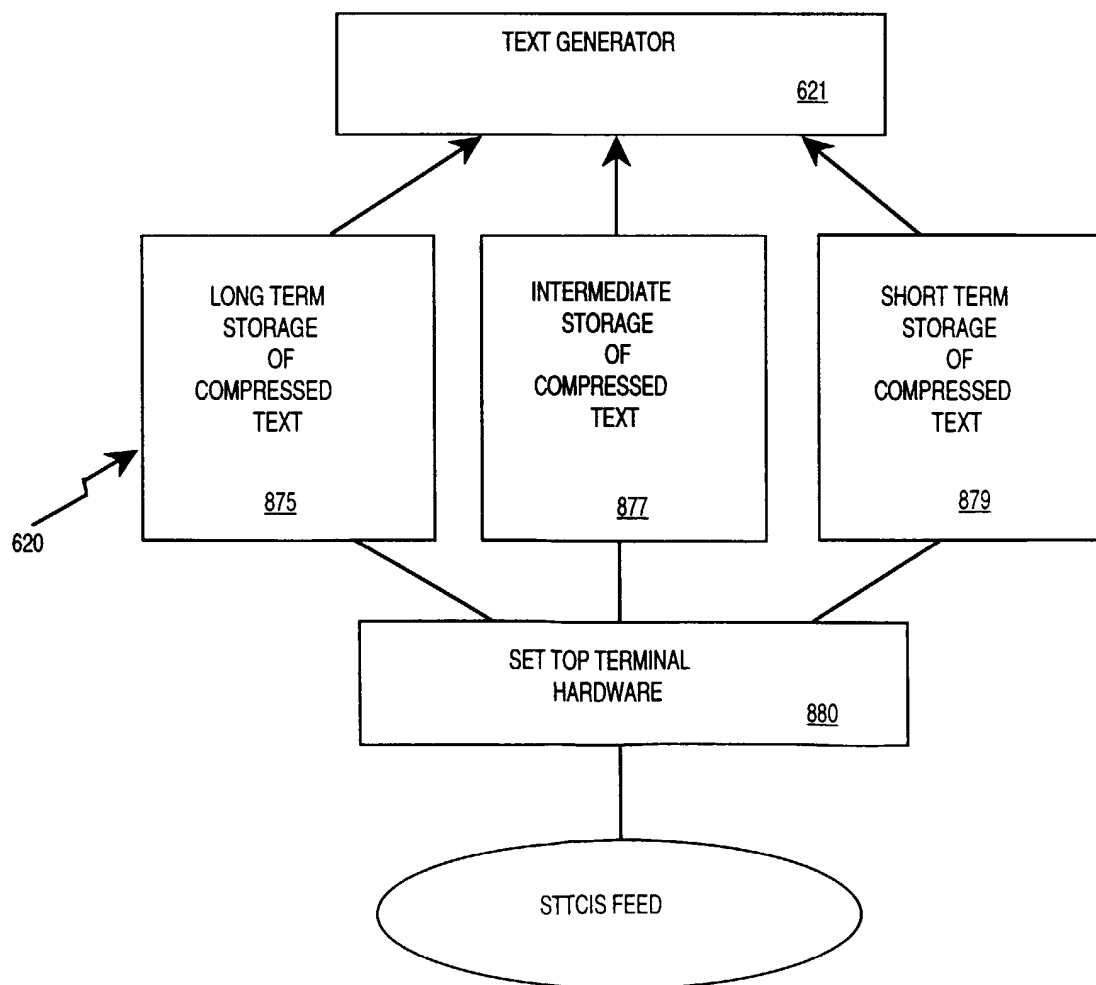 TEXT GENERATOR
621
LONG TERM
STORAGE
OF
COMPRESSED
TEXT
875
INTERMEDIATE
STORAGE
OF
COMPRESSED
TEXT
877
SHORT TERM
STORAGE
OF
COMPRESSED
TEXT
879
620
SET TOP TERMINAL
HARDWARE
880
STTCIS FEED